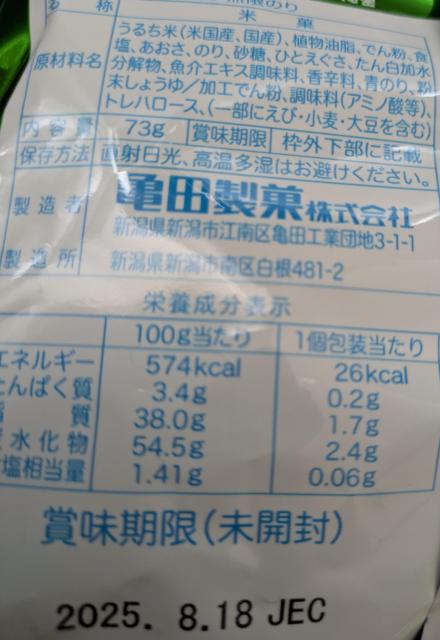 称 無限のり
米菓
原材料名 うるち米(米国産、国産)、植物油脂、でん粉、食
塩、あおさ、のり、砂糖、ひとえぐさ、たん白加水
分解物、魚介エキス調味料、香辛料、青のり、粉
末しょうゆ/加工でん粉、調味料(アミノ酸等)、
トレハロース、(一部にえび・小麦・大豆を含む)
内容量 73g 賞味期限 枠外下部に記載
保存方法 直射日光、高温多湿はお避けください。
製造者 亀田製菓株式会社
新潟県新潟市江南区亀田工業団地3-1-1
製造所 新潟県新潟市南区白根481-2
栄養成分表示
100g当たり 1個包装当たり
エネルギー 574kcal 26kcal
たんぱく質 3.4g 0.2g
質 38.0g 1.7g
水化物 54.5g 2.4g
塩相当量 1.41g 0.06g
賞味期限(未開封)
2025. 8.18 JEC